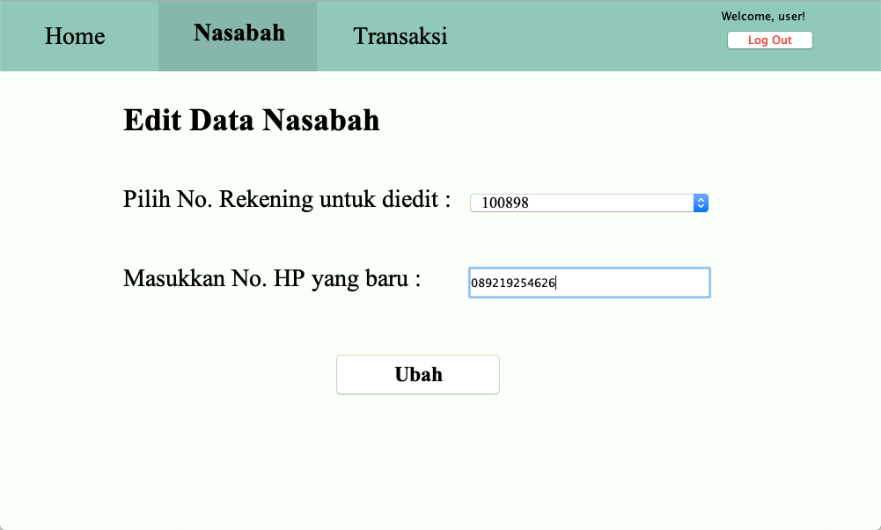 Home Nasabah Transaksi Welcome, user!
Log Out
Edit Data Nasabah
Pilih No. Rekening untuk diedit : 100898
Masukkan No. HP yang baru : 089219254626
Ubah